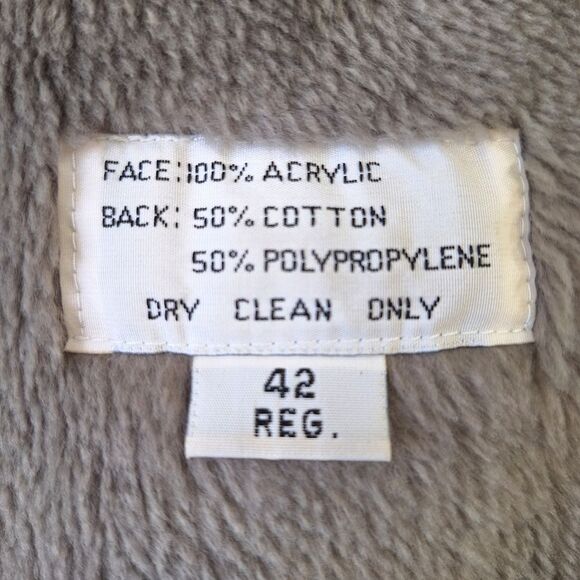 FACE: 100% ACRYLIC
BACK: 50% COTTON
50% POLYPROPYLENE
DRY CLEAN ONLY
42
REG.